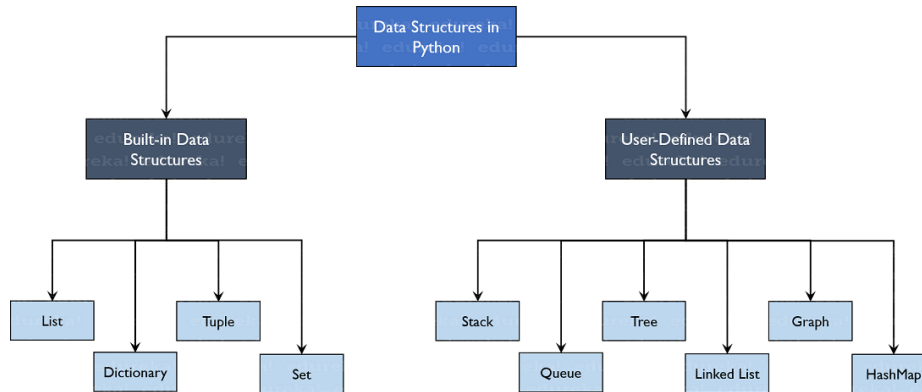 Data Structures in
Python
Built-in Data
Structures
User-Defined Data
Structures
List
Tuple
Stack
Tree
Graph
Dictionary
Set
Queue
Linked List
HashMap